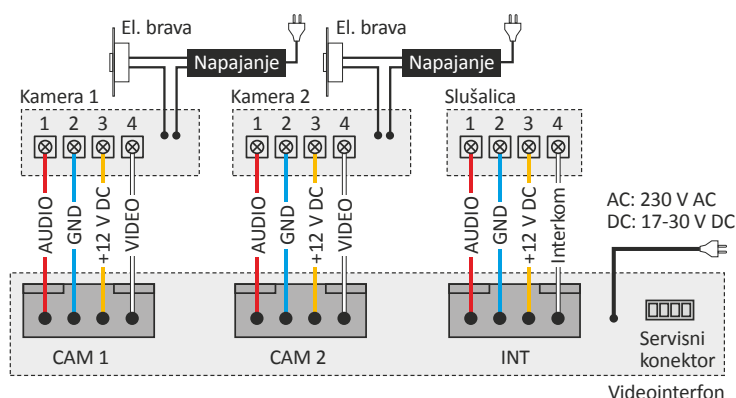 El. brava
Napajanje
El. brava
Napajanje
Kamera 1
Kamera 2
Slušalica
1 2 3 4
1 2 3 4
1 2 3 4
AUDIO
GND
+12 V DC
VIDEO
AUDIO
GND
+12 V DC
VIDEO
AUDIO
GND
+12 V DC
Interkom
AC: 230 V AC
DC: 17-30 V DC
CAM 1
CAM 2
INT
Servisni
konektor
Videointerfon